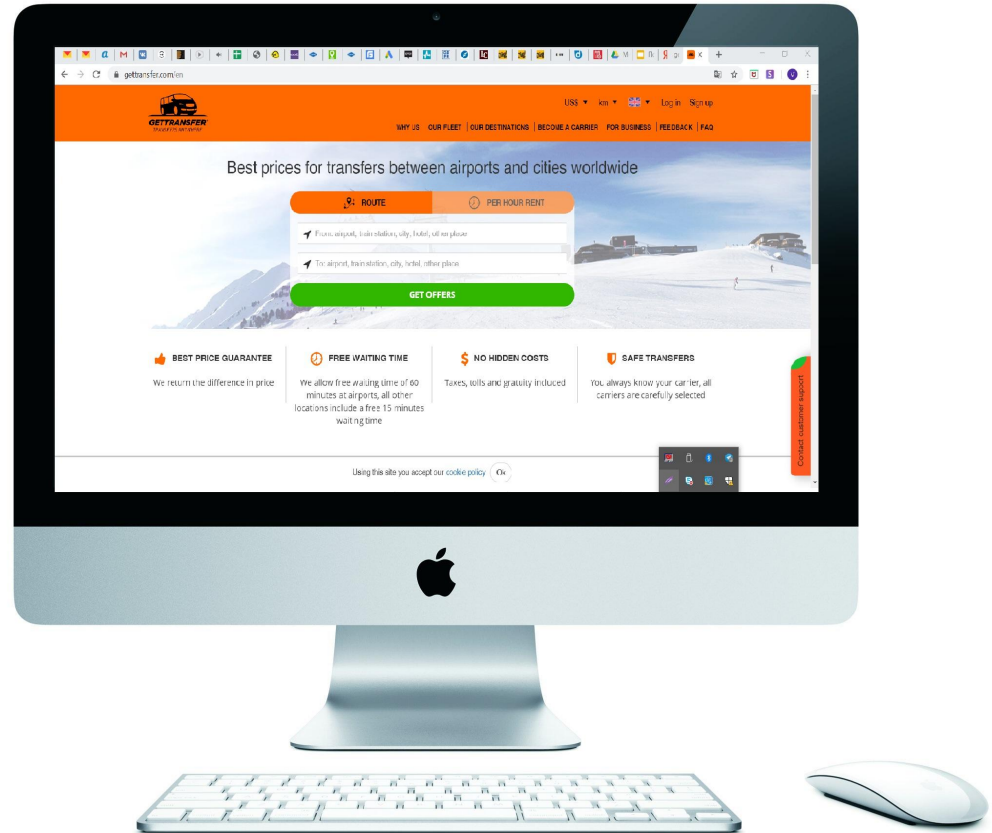 gettransfer.com/en
US$ km Log in Sign up
GETTRANSFER
WHY US OUR FLEET OUR DESTINATIONS BECOME A CARRIER FOR BUSINESS FEEDBACK FAQ
Best prices for transfers between airports and cities worldwide
ROUTE PER HOUR RENT
From: airport, train station, city, hotel, other place
To: airport, train station, city, hotel, other place
GET OFFERS
BEST PRICE GUARANTEE
We return the difference in price
FREE WAITING TIME
We allow free waiting time of 60
minutes at airports, all other
locations include a free 15 minutes
waiting time
NO HIDDEN COSTS
Taxes, tolls and gratuity included
SAFE TRANSFERS
You always know your carrier, all
carriers are carefully selected
Contact customer support
Using this site you accept our cookie policy Ok